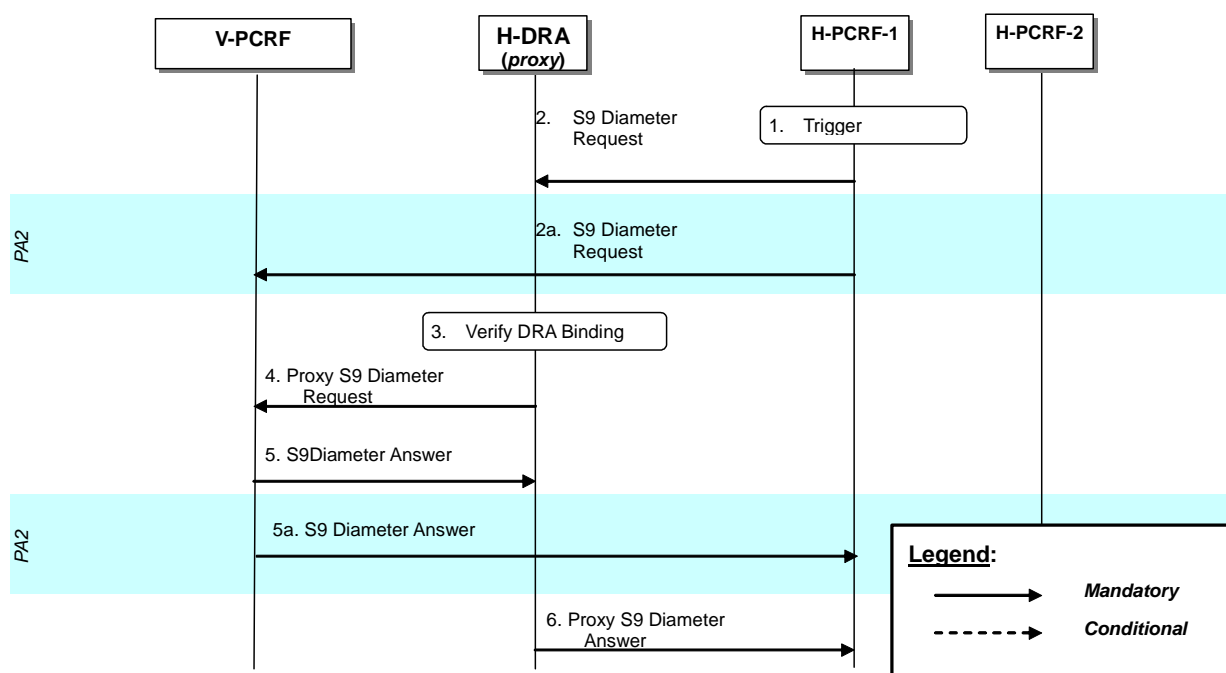 V-PCRF
H-DRA
(proxy)
H-PCRF-1
H-PCRF-2
1. Trigger
2. S9 Diameter
Request
PA2
2a. S9 Diameter
Request
3. Verify DRA Binding
4. Proxy S9 Diameter
Request
5. S9Diameter Answer
PA2
5a. S9 Diameter Answer
6. Proxy S9 Diameter
Answer
Legend:
Mandatory
Conditional